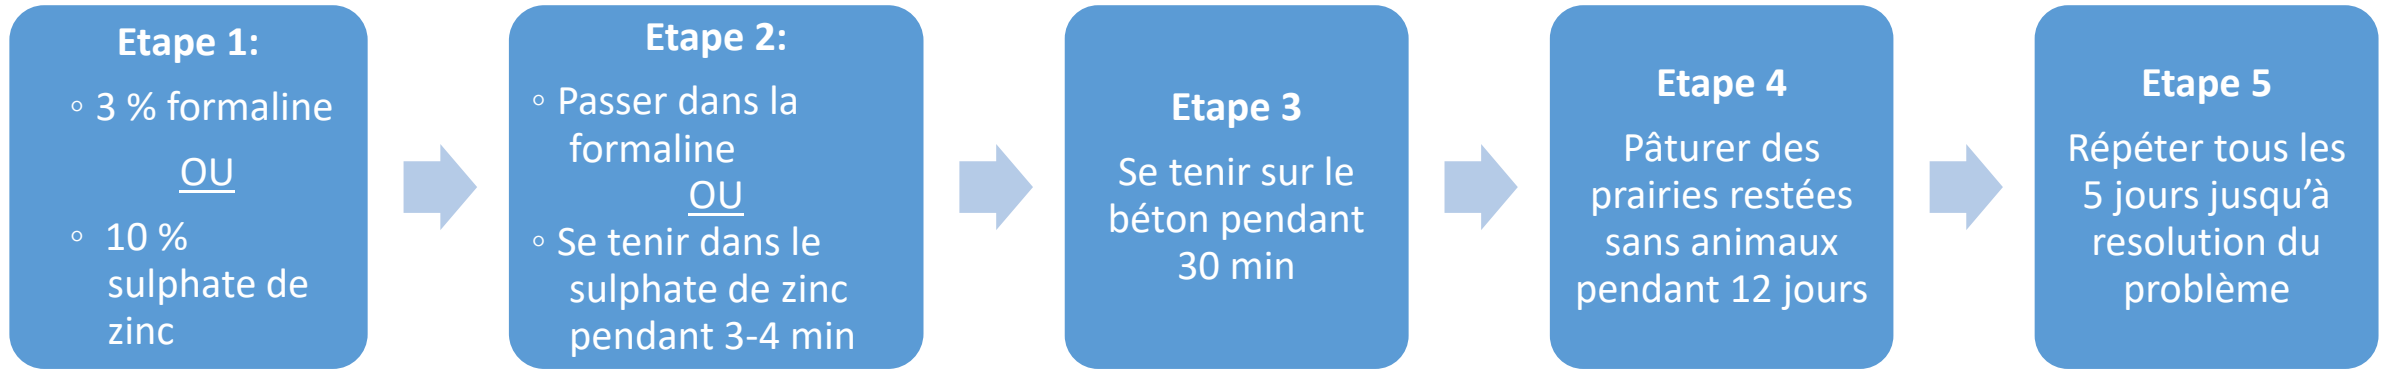 Etape 1:
◦ 3 % formaline
OU
◦ 10 %
sulphate de
zinc
Etape 2:
◦ Passer dans la
formaline
OU
◦ Se tenir dans le
sulphate de zinc
pendant 3-4 min
Etape 3
Se tenir sur le
béton pendant
30 min
Etape 4
Pâturer des
prairies restées
sans animaux
pendant 12 jours
Etape 5
Répéter tous les
5 jours jusqu’à
resolution du
problème